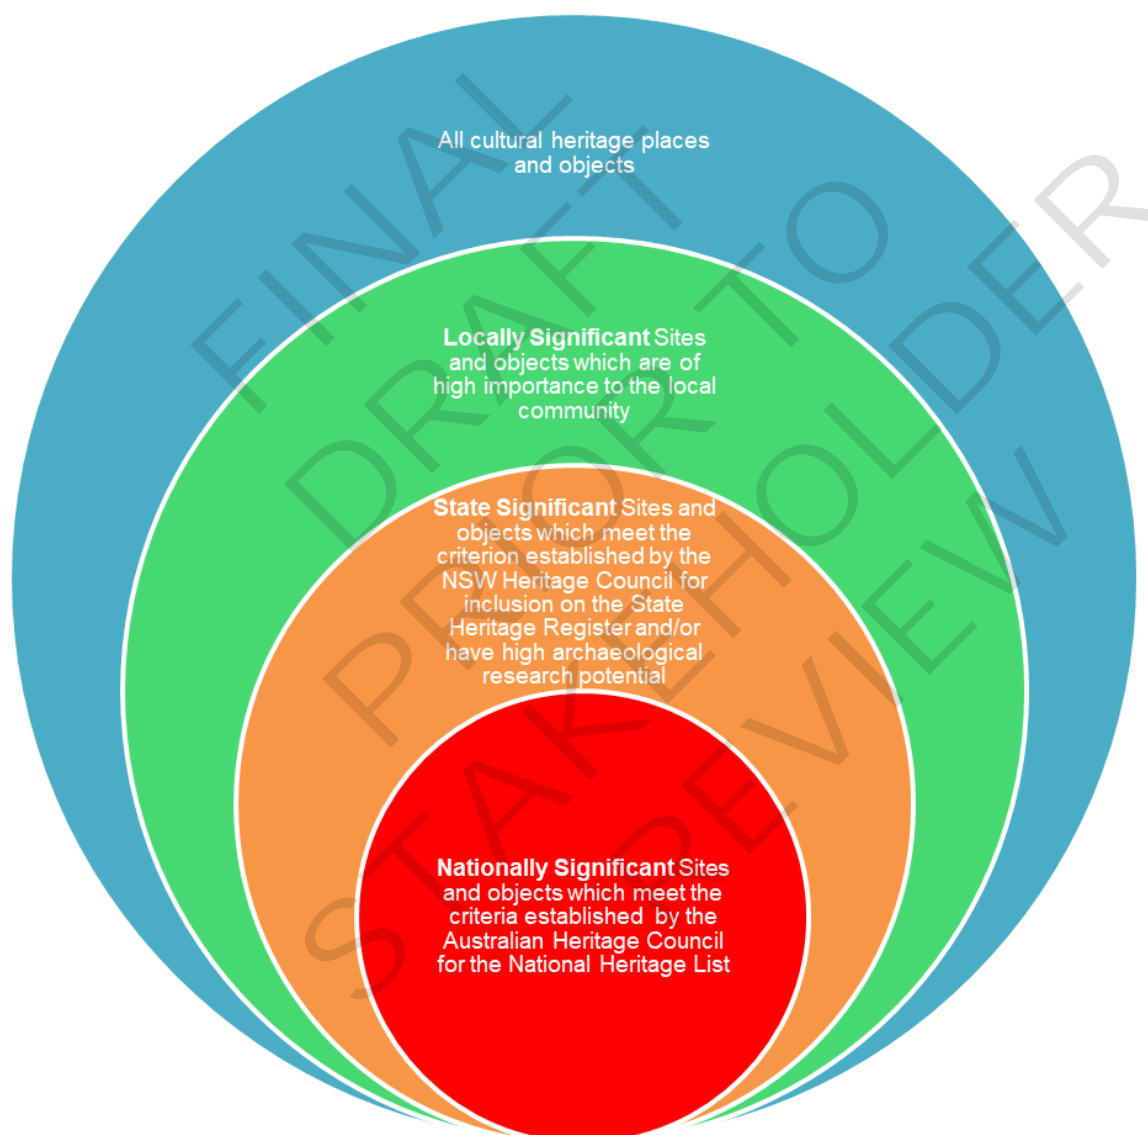 All cultural heritage places
and objects
Locally Significant Sites
and objects which are of
high importance to the local
community
State Significant Sites and
objects which meet the
criterion established by the
NSW Heritage Council for
inclusion on the State
Heritage Register and/or
have high archaeological
research potential
Nationally Significant Sites
and objects which meet the
criteria established by the
Australian Heritage Council
for the National Heritage List
FINAL
DRAFT
PRIOR TO
STAKEHOLDER
REVIEW